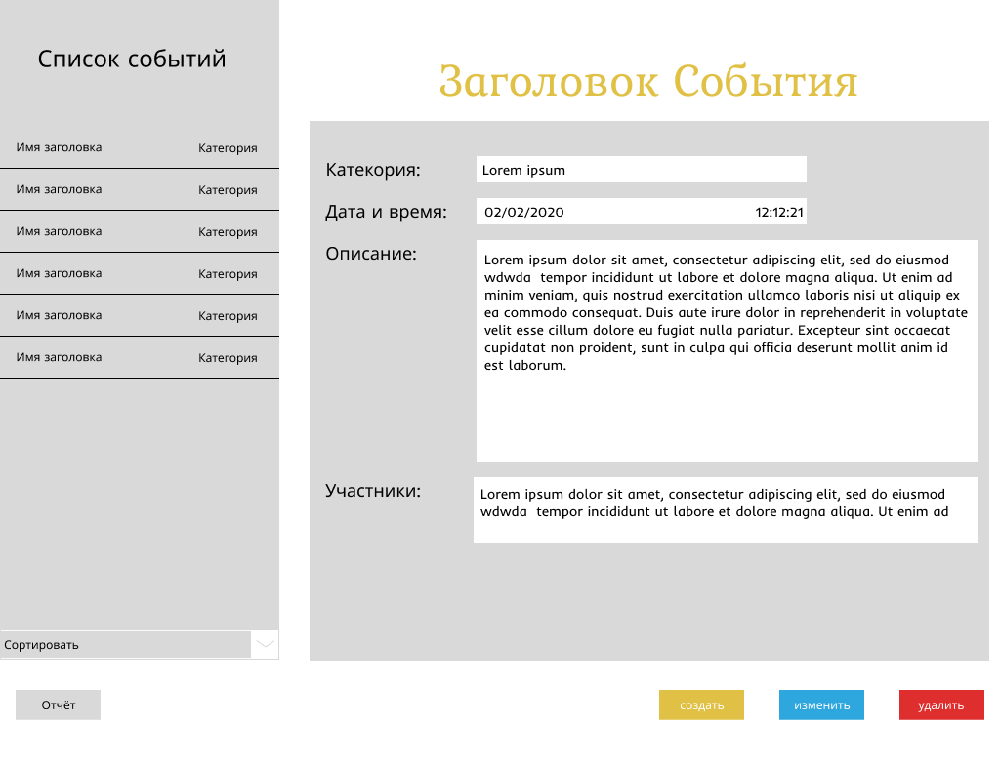 Список событий
Имя заголовка Категория
Имя заголовка Категория
Имя заголовка Категория
Имя заголовка Категория
Имя заголовка Категория
Имя заголовка Категория
Сортировать
Отчёт
Заголовок События
Катекория: Lorem ipsum
Дата и время: 02/02/2020 12:12:21
Описание:
Lorem ipsum dolor sit amet, consectetur adipiscing elit, sed do eiusmod
wdwda tempor incididunt ut labore et dolore magna aliqua. Ut enim ad
minim veniam, quis nostrud exercitation ullamco laboris nisi ut aliquip ex
ea commodo consequat. Duis aute irure dolor in reprehenderit in voluptate
velit esse cillum dolore eu fugiat nulla pariatur. Excepteur sint occaecat
cupidatat non proident, sunt in culpa qui officia deserunt mollit anim id
est laborum.
Участники:
Lorem ipsum dolor sit amet, consectetur adipiscing elit, sed do eiusmod
wdwda tempor incididunt ut labore et dolore magna aliqua. Ut enim ad
создать изменить удалить